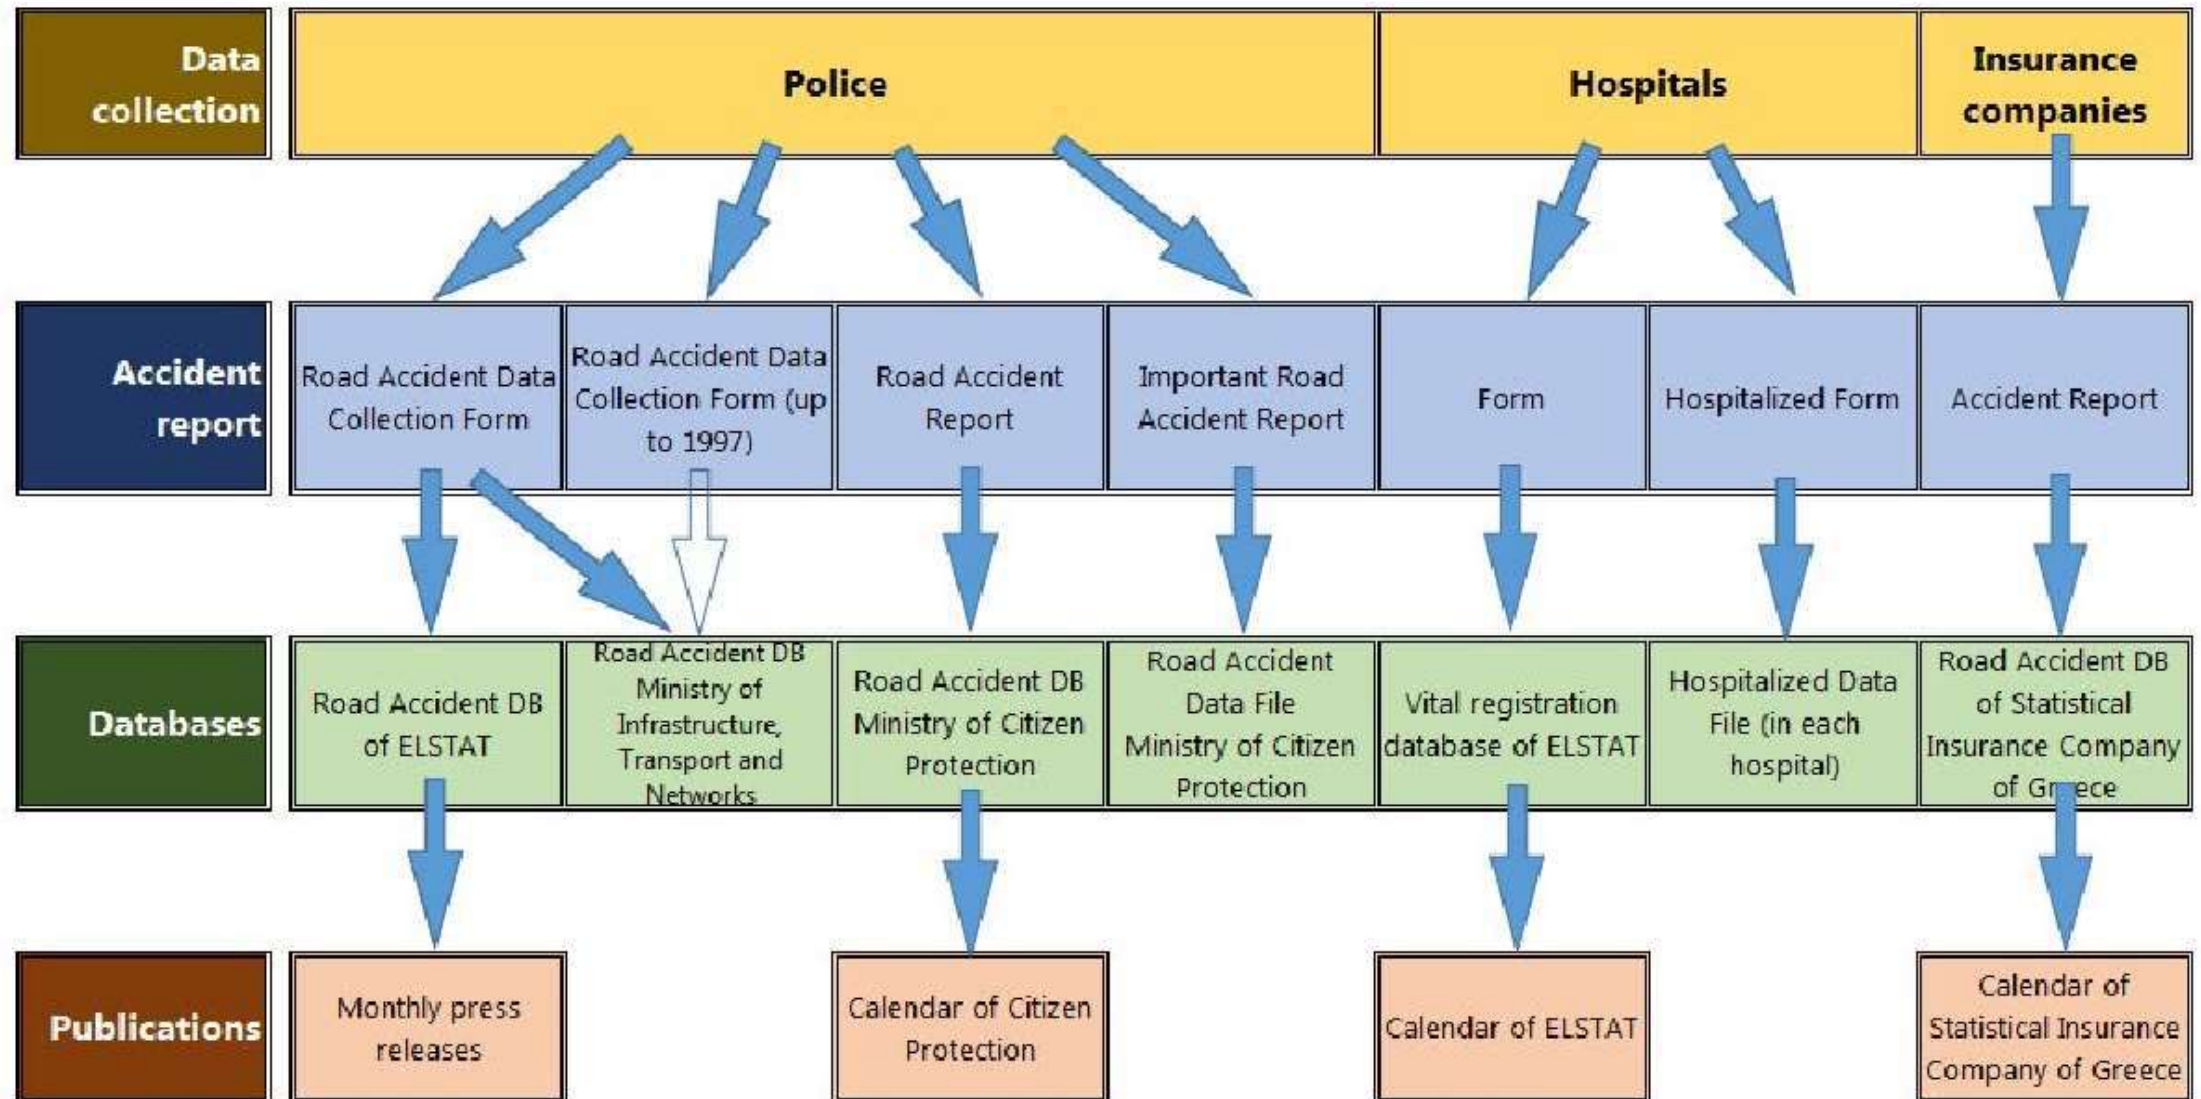 Data
collection
Police
Hospitals
Insurance
companies
Accident
report
Road Accident Data
Collection Form
Road Accident Data
Collection Form (up
to 1997)
Road Accident
Report
Important Road
Accident Report
Form
Hospitalized Form
Accident Report
Databases
Road Accident DB
of ELSTAT
Road Accident DB
Ministry of
Infrastructure,
Transport and
Networks
Road Accident DB
Ministry of Citizen
Protection
Road Accident
Data File
Ministry of Citizen
Protection
Vital registration
database of ELSTAT
Hospitalized Data
File (in each
hospital)
Road Accident DB
of Statistical
Insurance Company
of Greece
Publications
Monthly press
releases
Calendar of Citizen
Protection
Calendar of ELSTAT
Calendar of
Statistical Insurance
Company of Greece